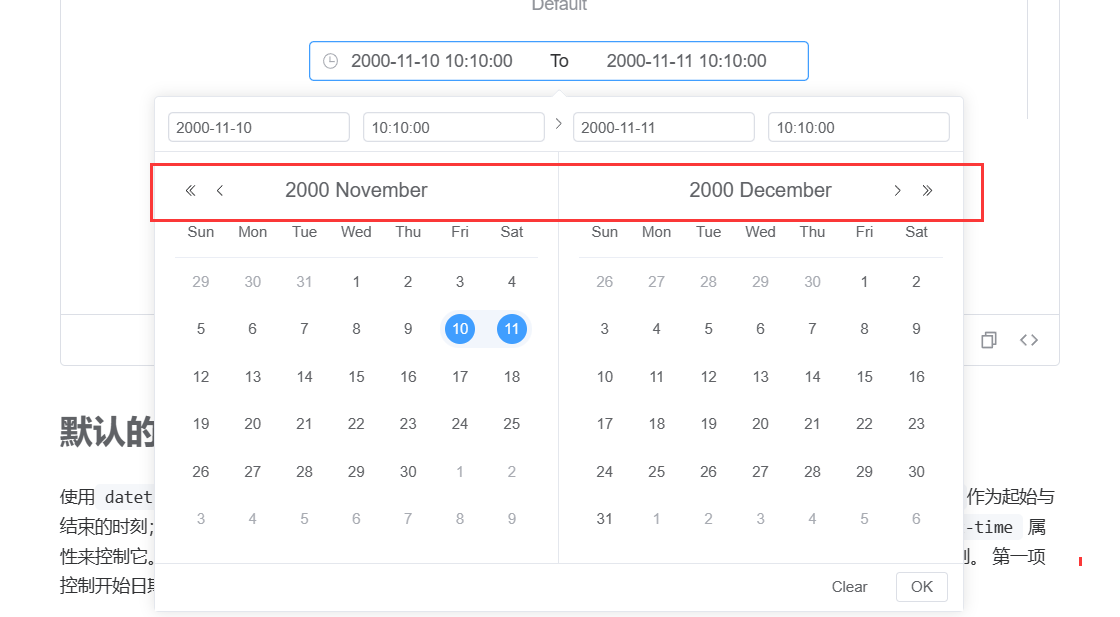 Default
2000-11-10 10:10:00 To 2000-11-11 10:10:00
2000-11-10 10:10:00 2000-11-11 10:10:00
2000 November 2000 December
Sun Mon Tue Wed Thu Fri Sat Sun Mon Tue Wed Thu Fri Sat
29 30 31 1 2 3 4 26 27 28 29 30 1 2
5 6 7 8 9 10 11 3 4 5 6 7 8 9
12 13 14 15 16 17 18 10 11 12 13 14 15 16
19 20 21 22 23 24 25 17 18 19 20 21 22 23
26 27 28 29 30 1 2 24 25 26 27 28 29 30
3 4 5 6 7 8 9 31 1 2 3 4 5 6
Clear OK
默认的
使用 datet 作为起始与
结束的时刻; -time 属
性来控制它。 。 第一项
控制开始日